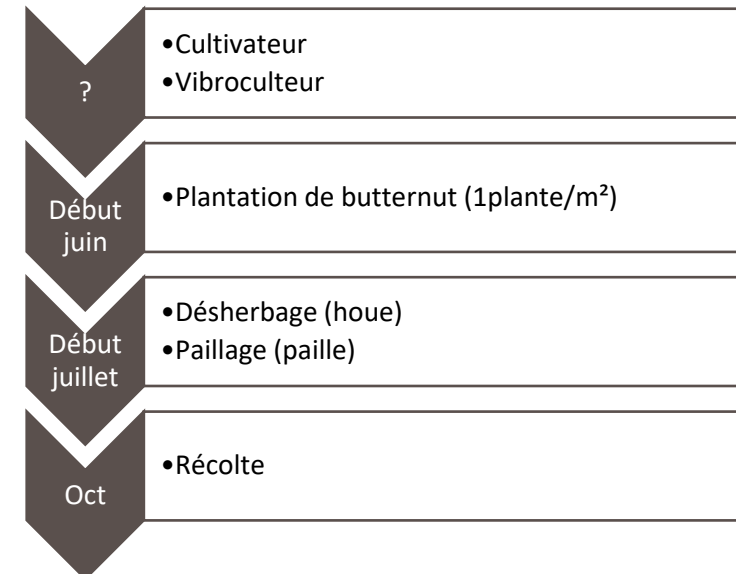 ?
•Cultivateur
•Vibroculteur
Début
juin
•Plantation de butternut (1plante/m²)
Début
juillet
•Désherbage (houe)
•Paillage (paille)
Oct
•Récolte